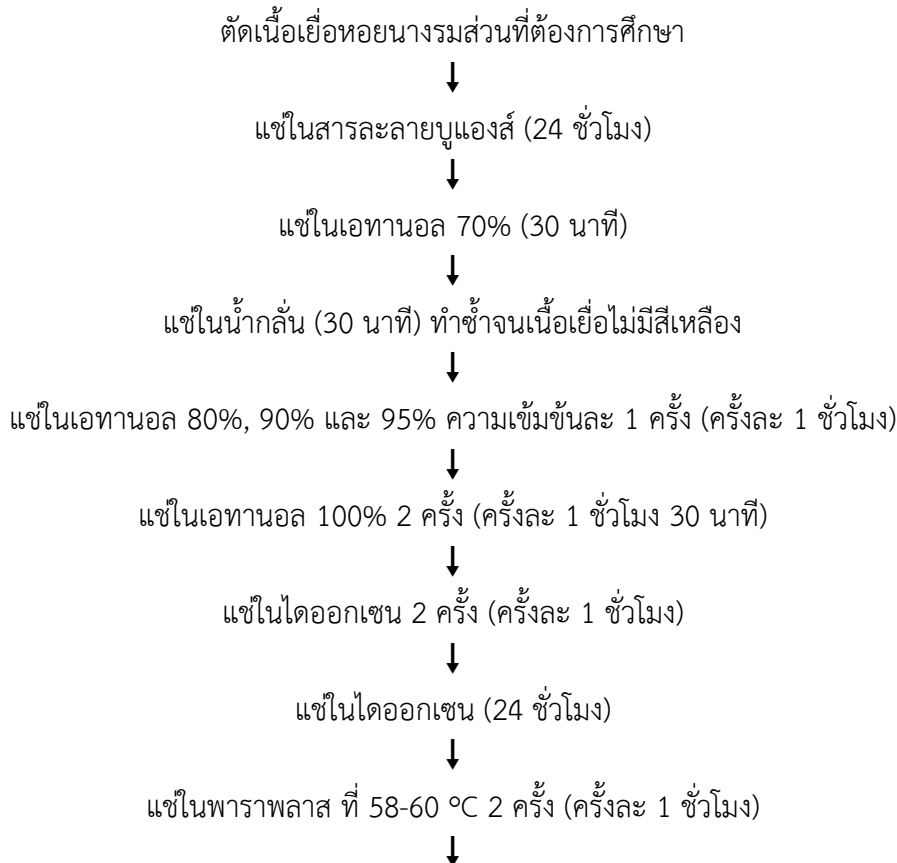 ตัดเนื้อเยื่อหอยนางรมส่วนที่ต้องการศึกษา
แช่ในสารละลายบูแองส์ (24 ชั่วโมง)
แช่ในเอทานอล 70% (30 นาที)
แช่ในน้ำกลั่น (30 นาที) ทำซ้ำจนเนื้อเยื่อไม่มีสีเหลือง
แช่ในเอทานอล 80%, 90% และ 95% ความเข้มข้นละ 1 ครั้ง (ครั้งละ 1 ชั่วโมง)
แช่ในเอทานอล 100% 2 ครั้ง (ครั้งละ 1 ชั่วโมง 30 นาที)
แช่ในไดออกเซน 2 ครั้ง (ครั้งละ 1 ชั่วโมง)
แช่ในไดออกเซน (24 ชั่วโมง)
แช่ในพาราพลาส ที่ 58-60 ºC 2 ครั้ง (ครั้งละ 1 ชั่วโมง)